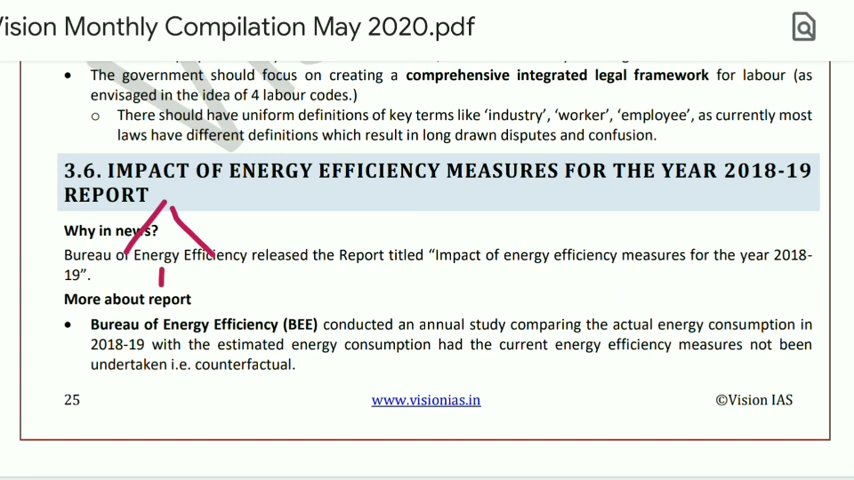 ision Monthly Compilation May 2020.pdf
• The government should focus on creating a comprehensive integrated legal framework for labour (as
envisaged in the idea of 4 labour codes.)
o There should have uniform definitions of key terms like ‘industry’, ‘worker’, ‘employee’, as currently most
laws have different definitions which result in long drawn disputes and confusion.
3.6. IMPACT OF ENERGY EFFICIENCY MEASURES FOR THE YEAR 2018-19
REPORT
Why in news?
Bureau of Energy Efficiency released the Report titled “Impact of energy efficiency measures for the year 2018-
19”.
More about report
• Bureau of Energy Efficiency (BEE) conducted an annual study comparing the actual energy consumption in
2018-19 with the estimated energy consumption had the current energy efficiency measures not been
undertaken i.e. counterfactual.
25 www.visionias.in ©Vision IAS